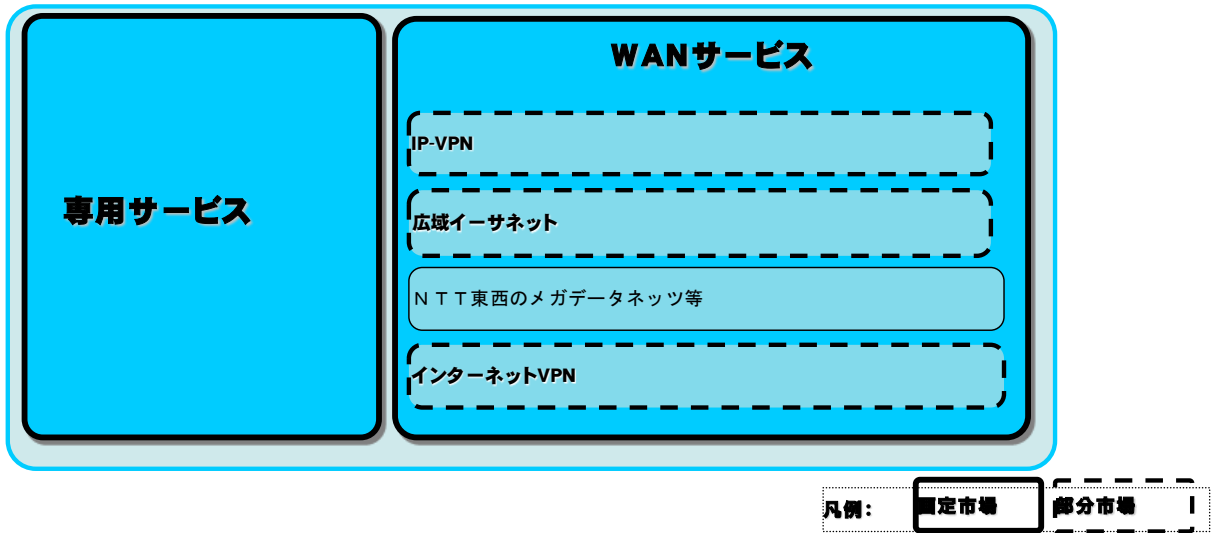 専用サービス
WANサービス
IP-VPN
広域イーサネット
ＮＴＴ東西のメガデータネッツ等
インターネットVPN
凡例：
画定市場
部分市場